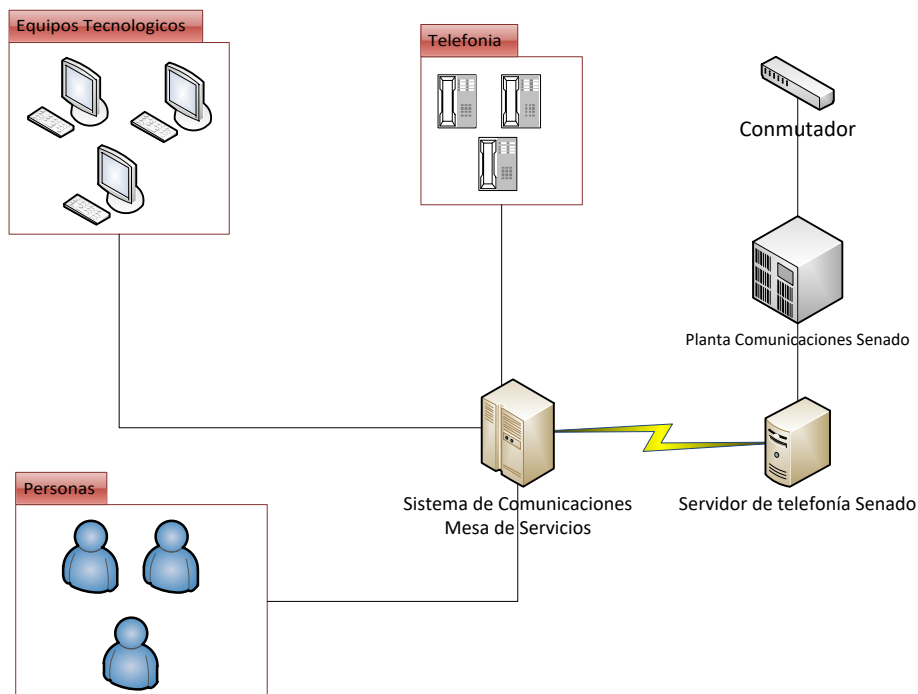 Equipos Tecnologicos
Telefonia
Conmutador
Planta Comunicaciones Senado
Sistema de Comunicaciones
Mesa de Servicios
Servidor de telefonía Senado
Personas